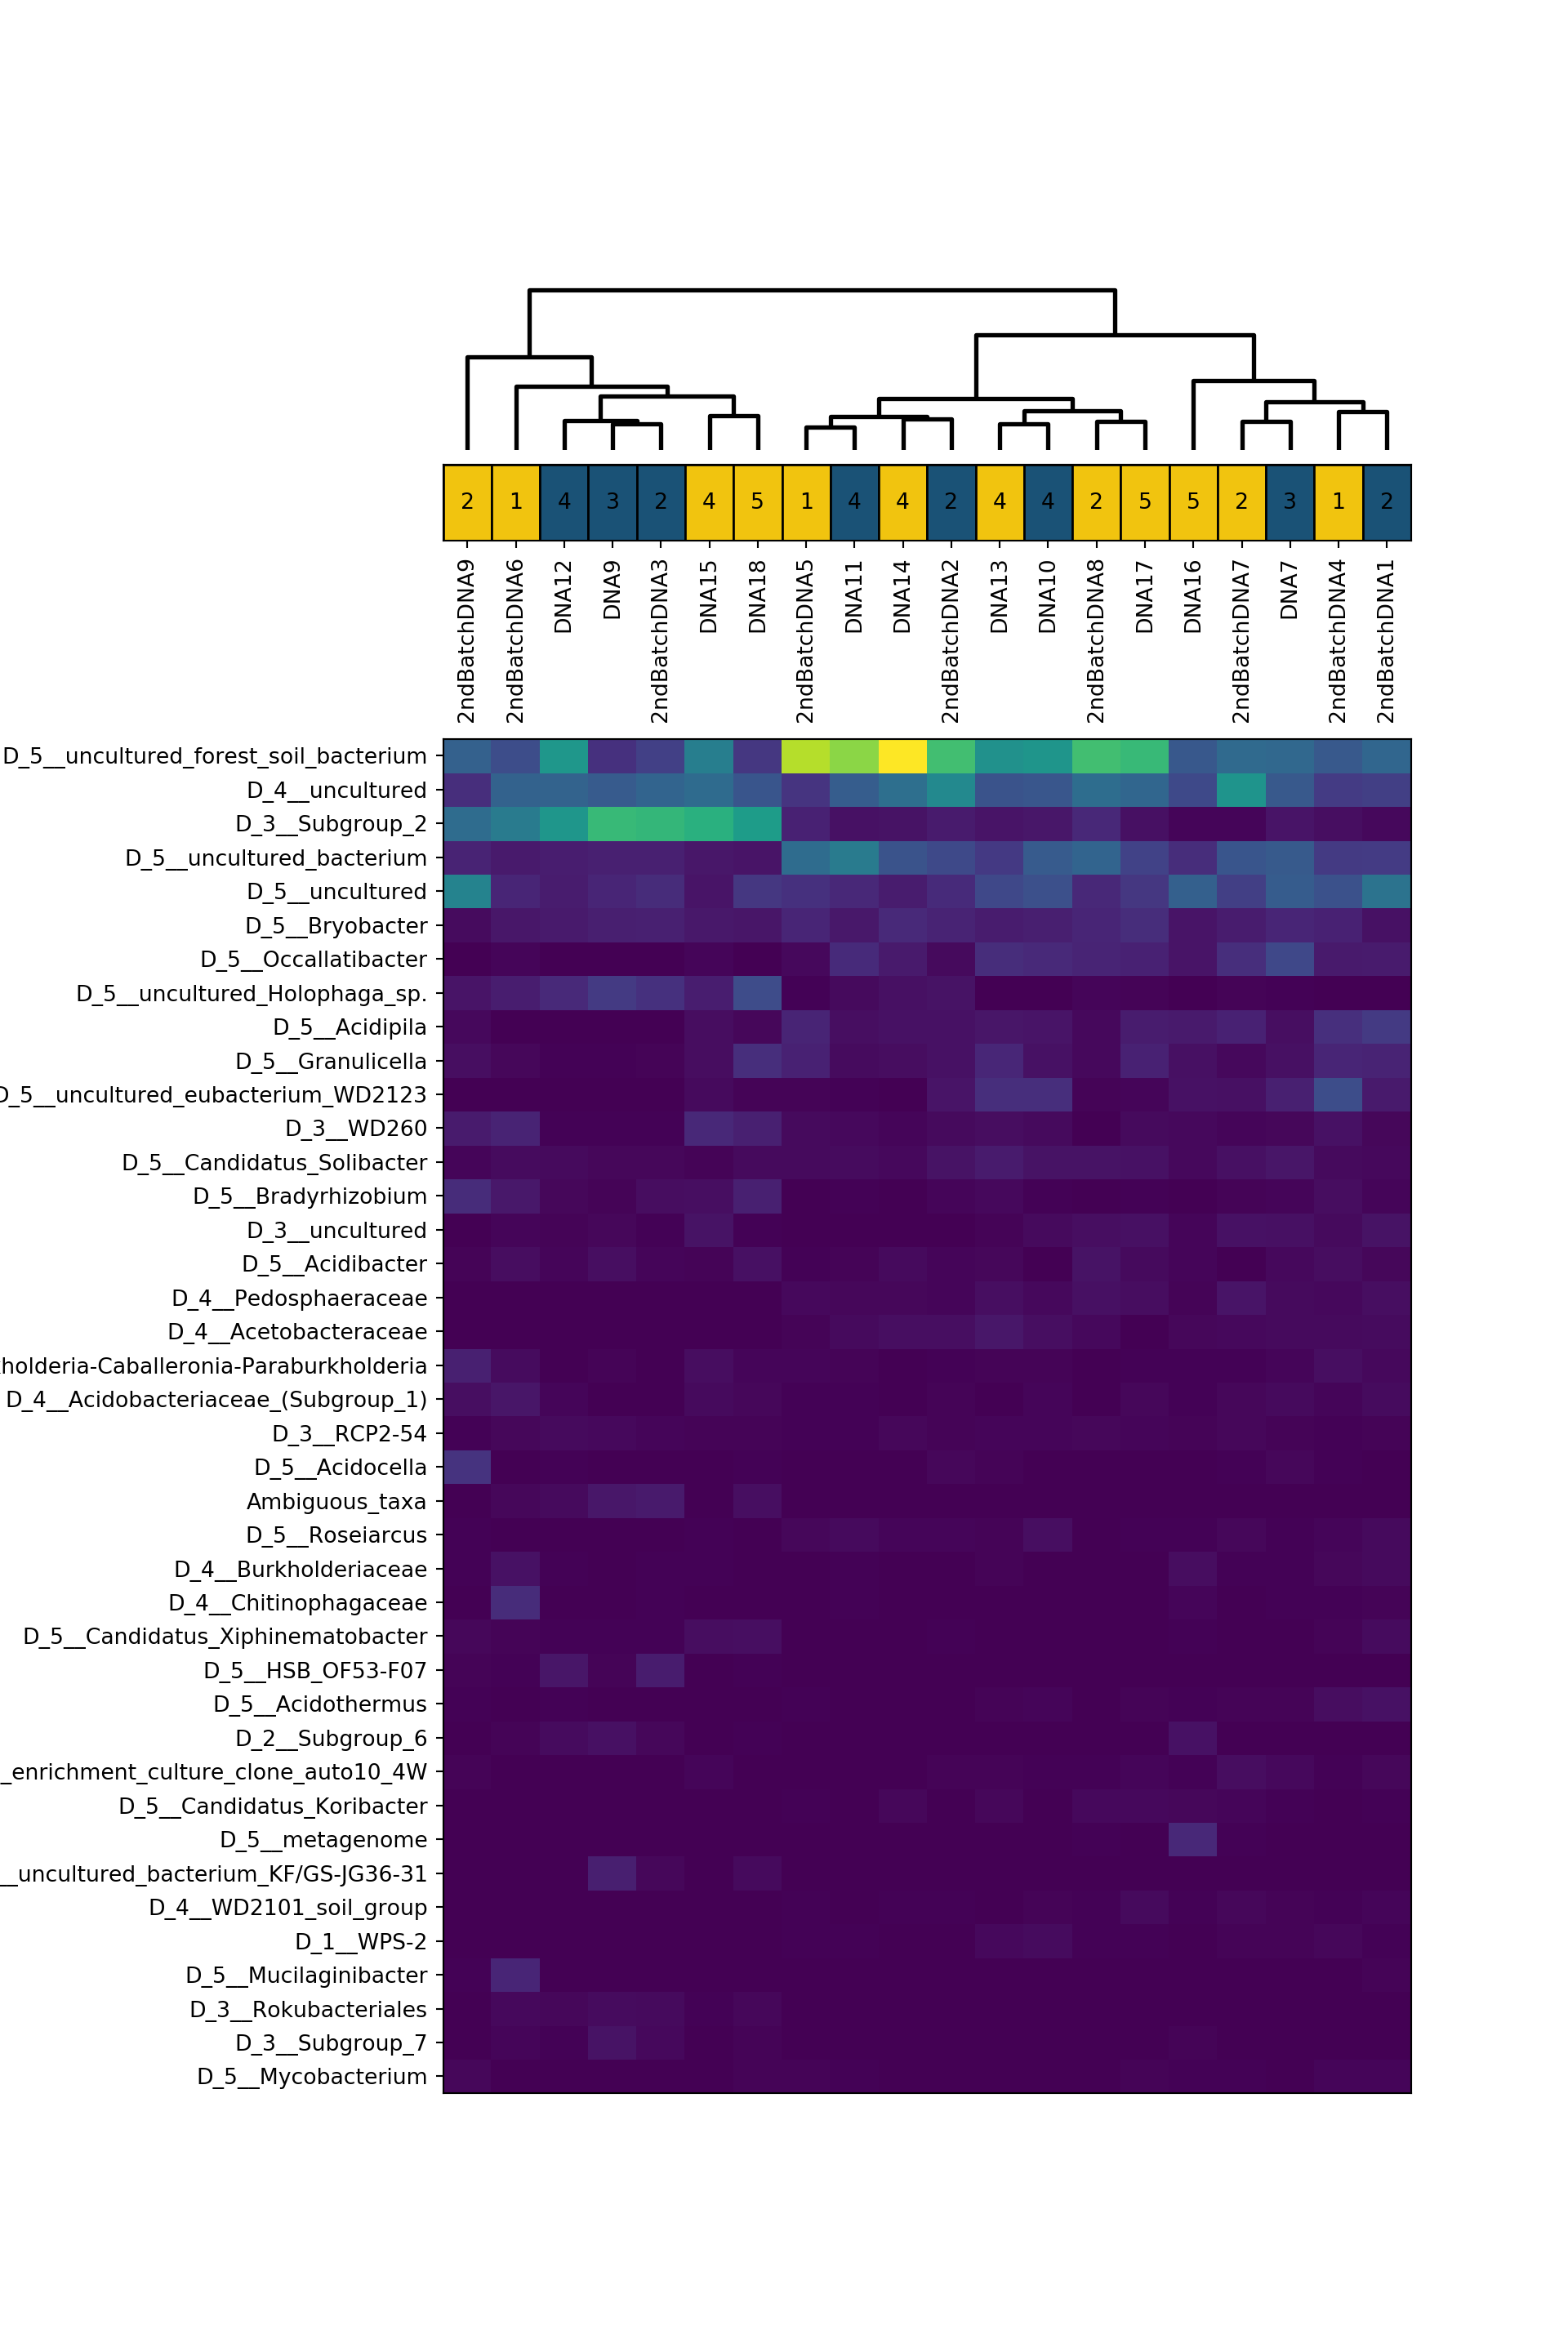 2 1 4 3 2 4 5 1 4 4 2 4 4 2 5 5 2 3 1 2
2ndBatchDNA9
2ndBatchDNA6
DNA12
DNA9
2ndBatchDNA3
DNA15
DNA18
2ndBatchDNA5
DNA11
DNA14
2ndBatchDNA2
DNA13
DNA10
2ndBatchDNA8
DNA17
DNA16
2ndBatchDNA7
DNA7
2ndBatchDNA4
2ndBatchDNA1
D_5__uncultured_forest_soil_bacterium
D_4__uncultured
D_3__Subgroup_2
D_5__uncultured_bacterium
D_5__uncultured
D_5__Bryobacter
D_5__Occallatibacter
D_5__uncultured_Holophaga_sp.
D_5__Acidipila
D_5__Granulicella
D_5__uncultured_eubacterium_WD2123
D_3__WD260
D_5__Candidatus_Solibacter
D_5__Bradyrhizobium
D_3__uncultured
D_5__Acidibacter
D_4__Pedosphaeraceae
D_4__Acetobacteraceae
holderia-Caballeronia-Paraburkholderia
D_4__Acidobacteriaceae_(Subgroup_1)
D_3__RCP2-54
D_5__Acidocella
Ambiguous_taxa
D_5__Roseiarcus
D_4__Burkholderiaceae
D_4__Chitinophagaceae
D_5__Candidatus_Xiphinematobacter
D_5__HSB_OF53-F07
D_5__Acidothermus
D_2__Subgroup_6
_enrichment_culture_clone_auto10_4W
D_5__Candidatus_Koribacter
D_5__metagenome
__uncultured_bacterium_KF/GS-JG36-31
D_4__WD2101_soil_group
D_1__WPS-2
D_5__Mucilaginibacter
D_3__Rokubacteriales
D_3__Subgroup_7
D_5__Mycobacterium